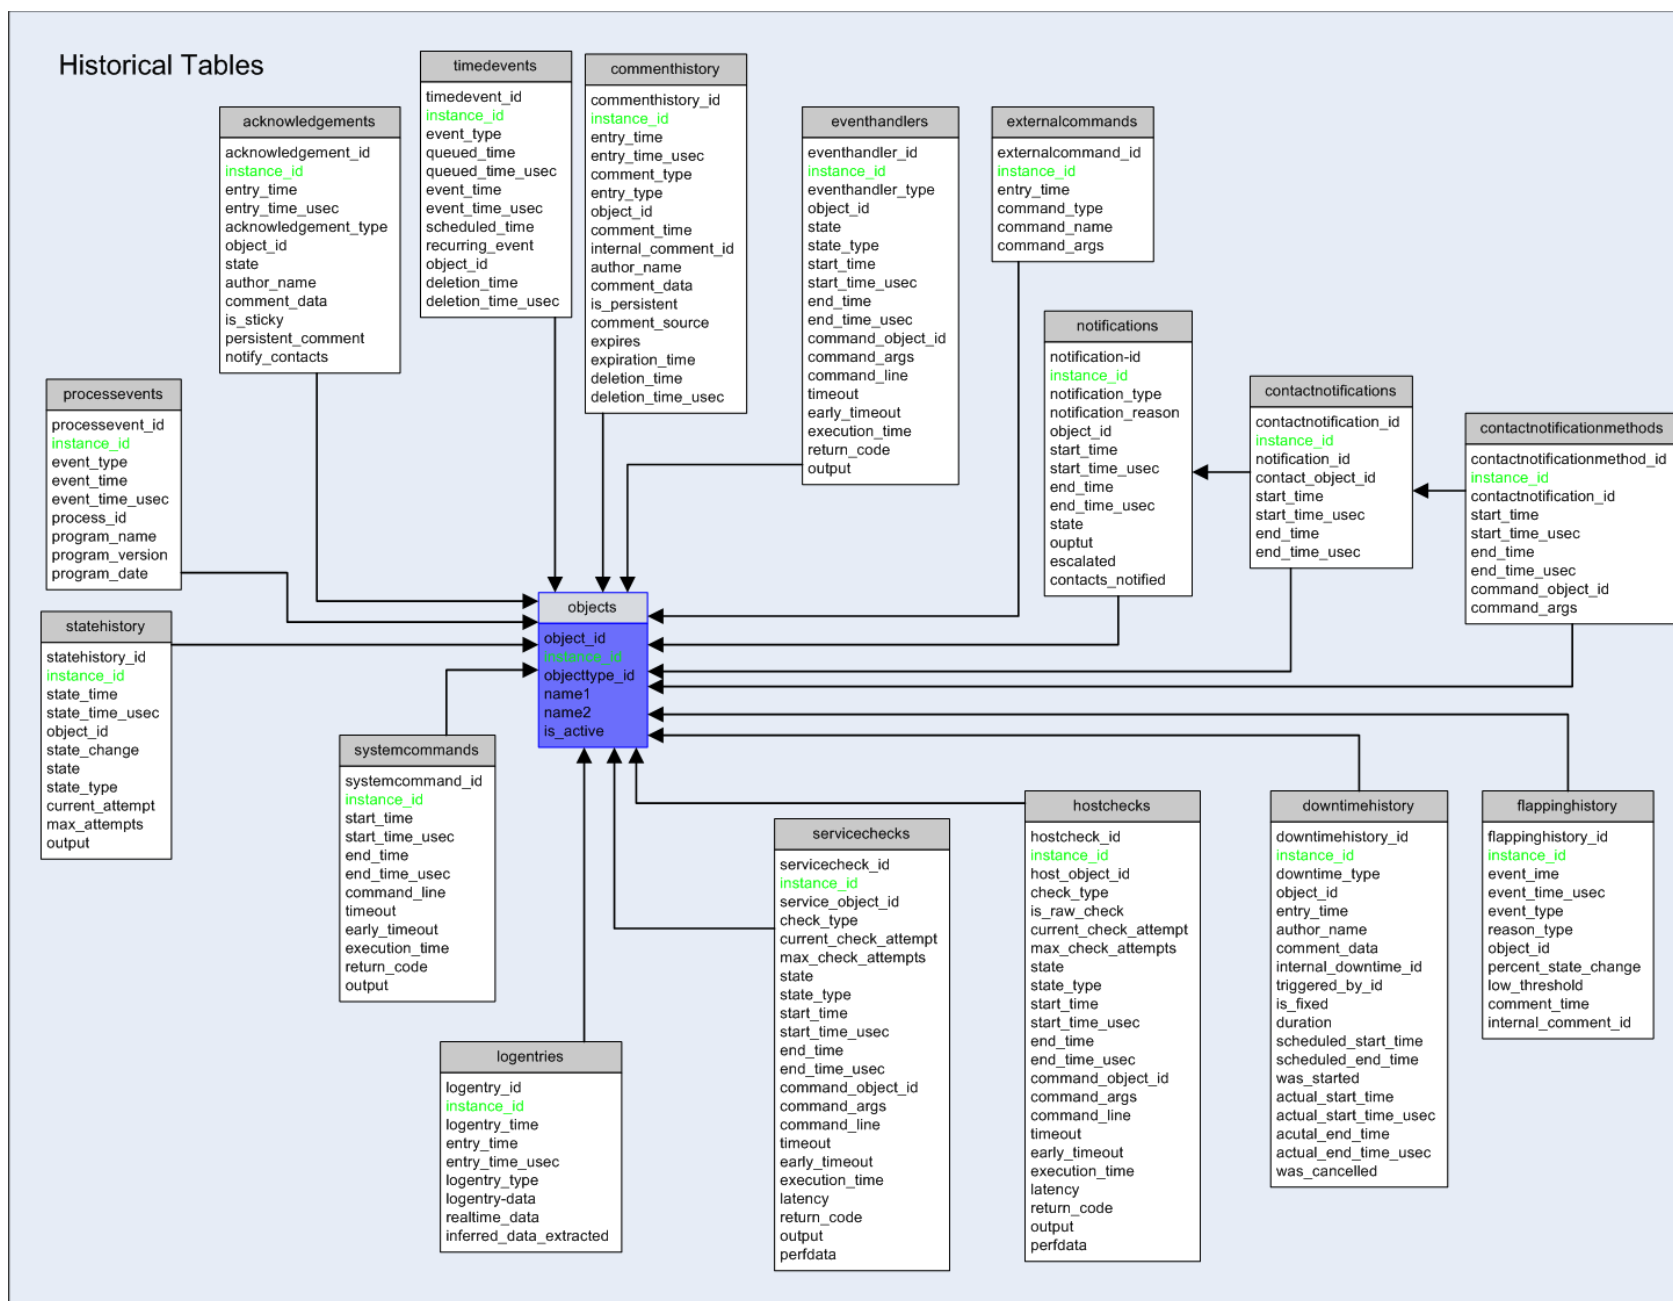 Historical Tables
acknowledgements
acknowledgement_id
instance_id
entry_time
entry_time_usec
acknowledgement_type
object_id
state
author_name
comment_data
is_sticky
persistent_comment
notify_contacts
timedevents
timedevent_id
instance_id
event_type
queued_time
queued_time_usec
event_time
event_time_usec
scheduled_time
recurring_event
object_id
deletion_time
deletion_time_usec
commenthistory
commenthistory_id
instance_id
entry_time
entry_time_usec
comment_type
entry_type
object_id
comment_time
internal_comment_id
author_name
comment_data
is_persistent
comment_source
expires
expiration_time
deletion_time
deletion_time_usec
eventhandlers
eventhandler_id
instance_id
eventhandler_type
object_id
state
state_type
start_time
start_time_usec
end_time
end_time_usec
command_object_id
command_args
command_line
timeout
early_timeout
execution_time
return_code
output
externalcommands
externalcommand_id
instance_id
entry_time
command_type
command_name
command_args
notifications
notification-id
instance_id
notification_type
notification_reason
object_id
start_time
start_time_usec
end_time
end_time_usec
state
ouptut
escalated
contacts_notified
contactnotifications
contactnotification_id
instance_id
notification_id
contact_object_id
start_time
start_time_usec
end_time
end_time_usec
contactnotificationmethods
contactnotificationmethod_id
instance_id
contactnotification_id
start_time
start_time_usec
end_time
end_time_usec
command_object_id
command_args
processevents
processevent_id
instance_id
event_type
event_time
event_time_usec
process_id
program_name
program_version
program_date
objects
object_id
instance_id
objecttype_id
name1
name2
is_active
statehistory
statehistory_id
instance_id
state_time
state_time_usec
object_id
state_change
state
state_type
current_attempt
max_attempts
output
systemcommands
systemcommand_id
instance_id
start_time
start_time_usec
end_time
end_time_usec
command_line
timeout
early_timeout
execution_time
return_code
output
logentries
logentry_id
instance_id
logentry_time
entry_time
entry_time_usec
logentry_type
logentry-data
realtime_data
inferred_data_extracted
servicechecks
servicecheck_id
instance_id
service_object_id
check_type
current_check_attempt
max_check_attempts
state
state_type
start_time
start_time_usec
end_time
end_time_usec
command_object_id
command_args
command_line
timeout
early_timeout
execution_time
latency
return_code
output
perfdata
hostchecks
hostcheck_id
instance_id
host_object_id
check_type
is_raw_check
current_check_attempt
max_check_attempts
state
state_type
start_time
start_time_usec
end_time
end_time_usec
command_object_id
command_args
command_line
timeout
early_timeout
execution_time
latency
return_code
output
perfdata
downtimehistory
downtimehistory_id
instance_id
downtime_type
object_id
entry_time
author_name
comment_data
internal_downtime_id
triggered_by_id
is_fixed
duration
scheduled_start_time
scheduled_end_time
was_started
actual_start_time
actual_start_time_usec
acutal_end_time
actual_end_time_usec
was_cancelled
flappinghistory
flappinghistory_id
instance_id
event_ime
event_time_usec
event_type
reason_type
object_id
percent_state_change
low_threshold
comment_time
internal_comment_id